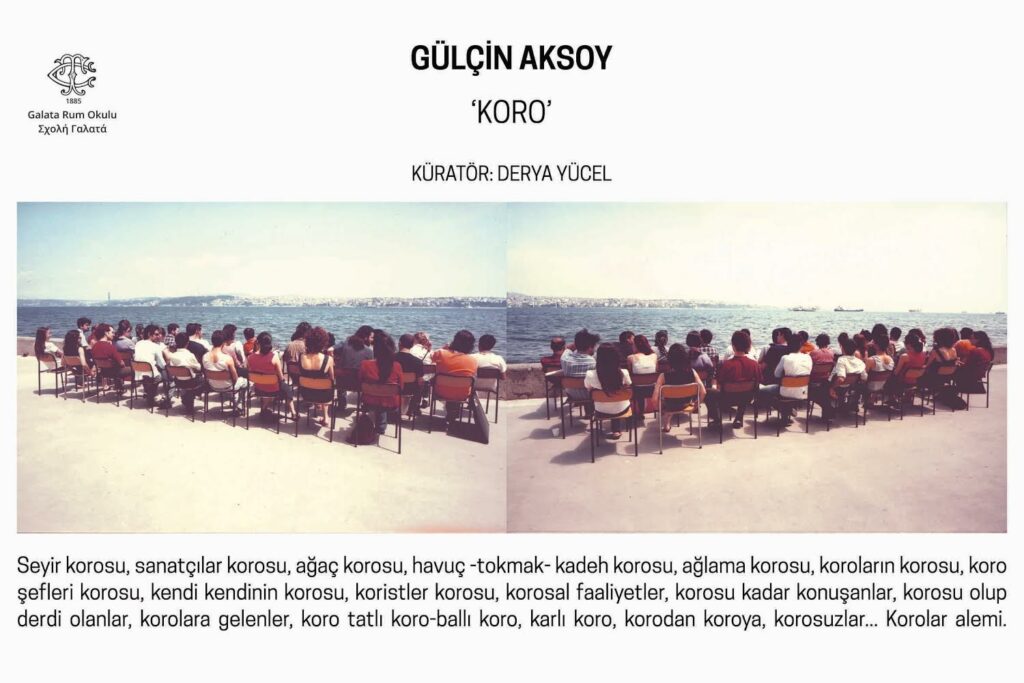 GÜLÇİN AKSOY
‘KORO’
KÜRATÖR: DERYA YÜCEL
1885
Galata Rum Okulu
Σχολή Γαλατά
Seyir korosu, sanatçılar korosu, ağaç korosu, havuç -tokmak- kadeh korosu, ağlama korosu, koroların korosu, koro
şefleri korosu, kendi kendinin korosu, koristler korosu, korosal faaliyetler, korosu kadar konuşanlar, korosu olup
derdi olanlar, korolara gelenler, koro tatlı koro-ballı koro, karlı koro, korodan koroya, korosuzlar... Korolar alemi.